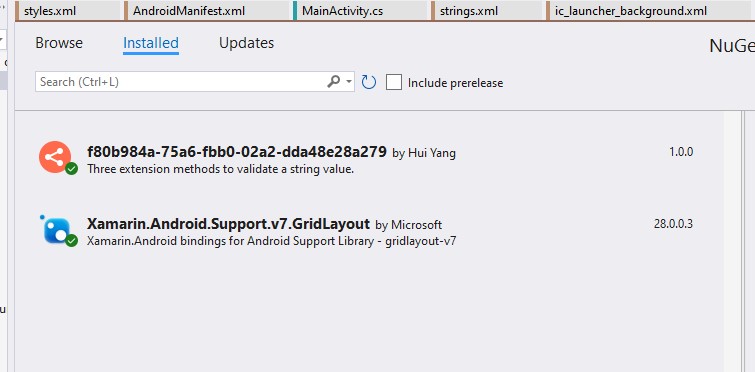 styles.xml AndroidManifest.xml MainActivity.cs strings.xml ic_launcher_background.xml
Browse Installed Updates NuGe
Search (Ctrl+L) Include prerelease
f80b984a-75a6-fbb0-02a2-dda48e28a279 by Hui Yang 1.0.0
Three extension methods to validate a string value.
Xamarin.Android.Support.v7.GridLayout by Microsoft 28.0.0.3
Xamarin.Android bindings for Android Support Library - gridlayout-v7
u